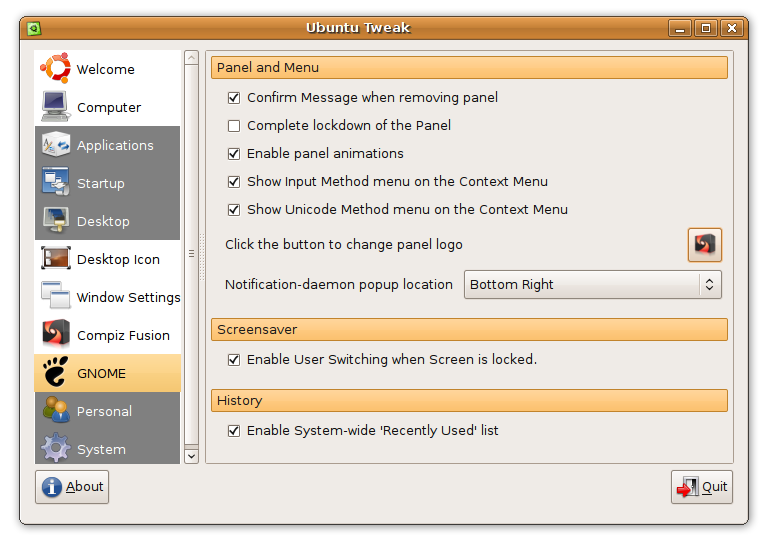 Ubuntu Tweak
Welcome
Computer
Applications
Startup
Desktop
Desktop Icon
Window Settings
Compiz Fusion
GNOME
Personal
System
Panel and Menu
Confirm Message when removing panel
Complete lockdown of the Panel
Enable panel animations
Show Input Method menu on the Context Menu
Show Unicode Method menu on the Context Menu
Click the button to change panel logo
Notification-daemon popup location
Bottom Right
Screensaver
Enable User Switching when Screen is locked.
History
Enable System-wide 'Recently Used' list
About
Quit